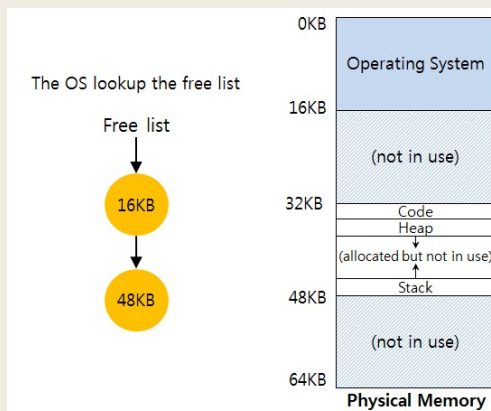 The OS lookup the free list
Free list
16KB
48KB
0KB
Operating System
16KB
(not in use)
32KB
Code
Heap
(allocated but not in use)
Stack
48KB
(not in use)
64KB
Physical Memory